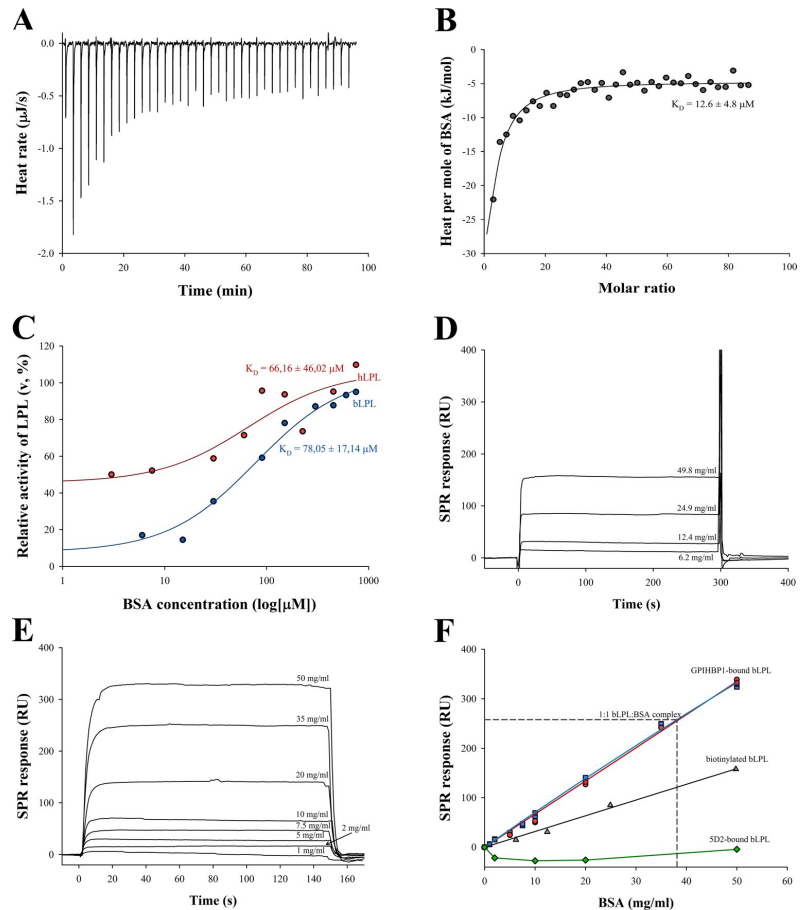 A
Heat rate (µJ/s)
0.0
-0.5
-1.0
-1.5
-2.0
0 20 40 60 80 100
Time (min)
B
Heat per mole of BSA (kJ/mol)
0
-5
-10
-15
-20
-25
-30
K_D = 12.6 ± 4.8 µM
0 20 40 60 80 100
Molar ratio
C
Relative activity of LPL (v, %)
120
100
80
60
40
20
0
K_D = 66,16 ± 46,02 µM
hLPL
bLPL
K_D = 78,05 ± 17,14 µM
1 10 100 1000
BSA concentration (log[µM])
D
SPR response (RU)
400
300
200
100
0
49.8 mg/ml
24.9 mg/ml
12.4 mg/ml
6.2 mg/ml
0 100 200 300 400
Time (s)
E
SPR response (RU)
400
300
200
100
0
50 mg/ml
35 mg/ml
20 mg/ml
10 mg/ml
7.5 mg/ml
2 mg/ml
5 mg/ml
1 mg/ml
0 20 40 60 80 100 120 140 160
Time (s)
F
SPR response (RU)
400
300
200
100
0
GPIHBP1-bound bLPL
1:1 bLPL:BSA complex
biotinylated bLPL
5D2-bound bLPL
0 10 20 30 40 50 60
BSA (mg/ml)